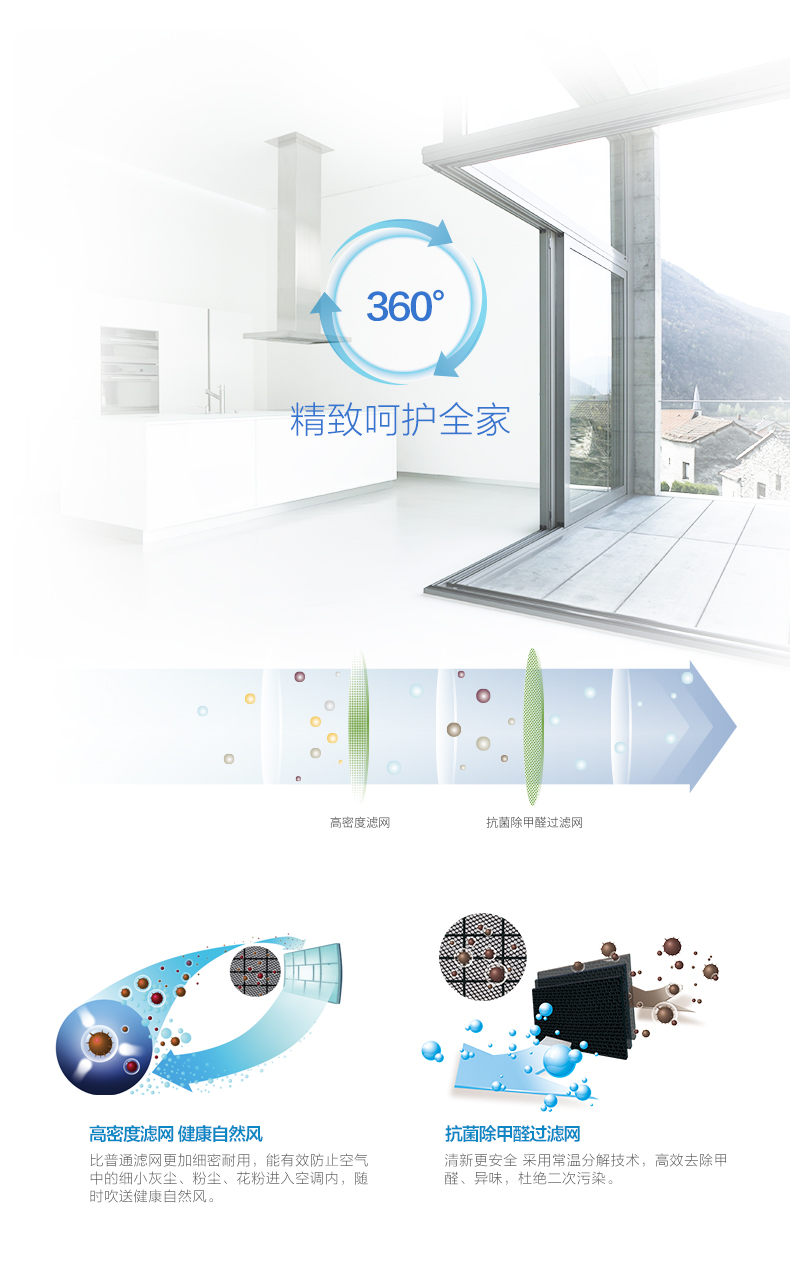 360°
精致呵护全家
高密度滤网
抗菌除甲醛过滤网
高密度滤网 健康自然风
比普通滤网更加细密耐用，能有效防止空气
中的细小灰尘、粉尘、花粉进入空调内，随
时吹送健康自然风。
抗菌除甲醛过滤网
清新更安全 采用常温分解技术，高效去除甲
醛、异味，杜绝二次污染。